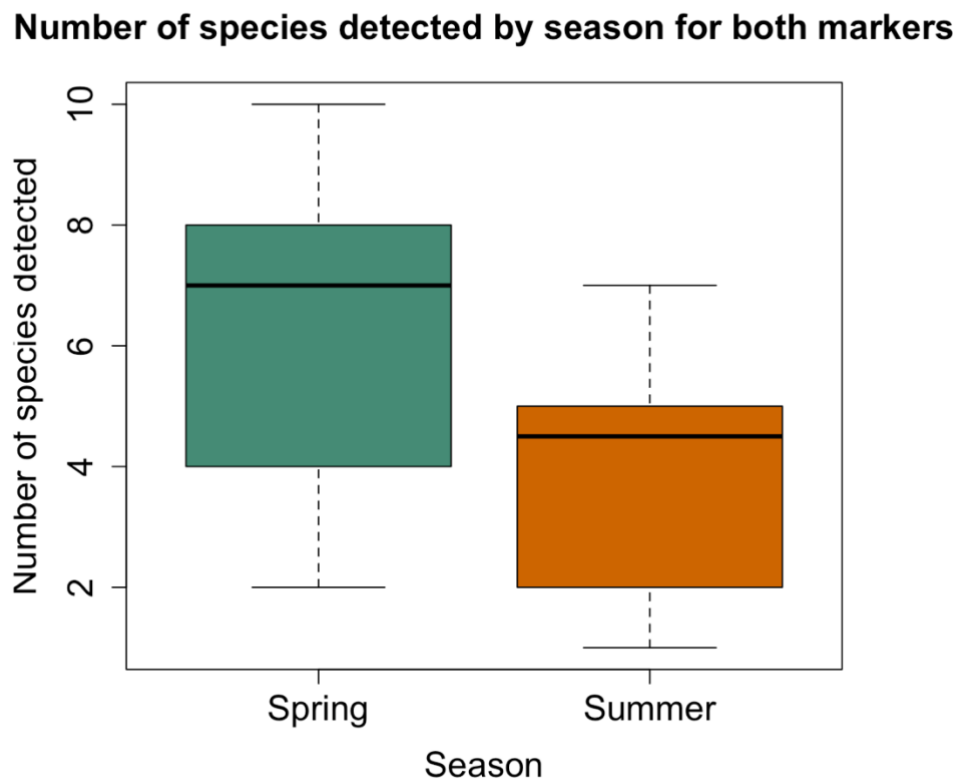 Number of species detected by season for both markers
Number of species detected
10
8
6
4
2
Spring Summer
Season